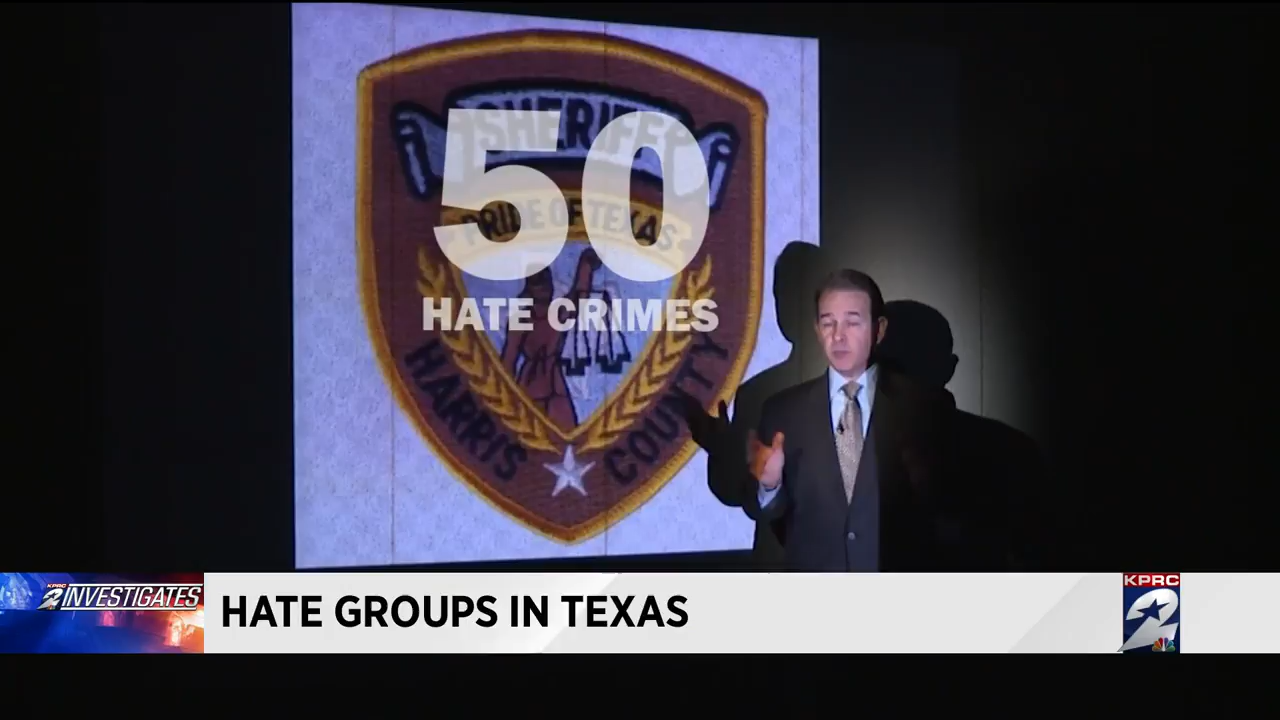 SHERIFF
50
PRIDE OF TEXAS
HATE CRIMES
HARRIS COUNTY
KPRC
2 INVESTIGATES
HATE GROUPS IN TEXAS
KPRC
2